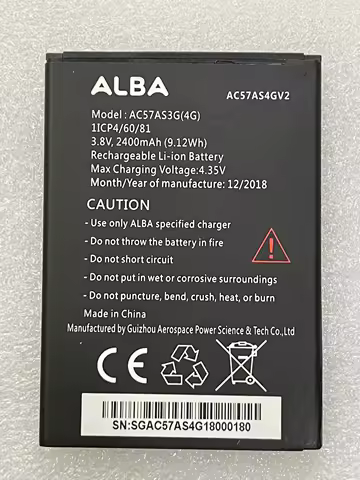 ALBA
AC57AS4GV2
Model: AC57AS3G(4G)
1ICP4/60/81
3.8V, 2400mAh (9.12Wh)
Rechargeable Li-ion Battery
Max Charging Voltage:4.35V
Month/Year of manufacture: 12/2018
CAUTION
- Use only ALBA specified charger
- Do not throw the battery in fire
- Do not short circuit
- Do not put in wet or corrosive surroundings
- Do not puncture, bend, crush, heat, or burn
Made in China
Manufactured by Guizhou Aerospace Power Science & Tech Co.,Ltd
SN:SGAC57AS4G18000180